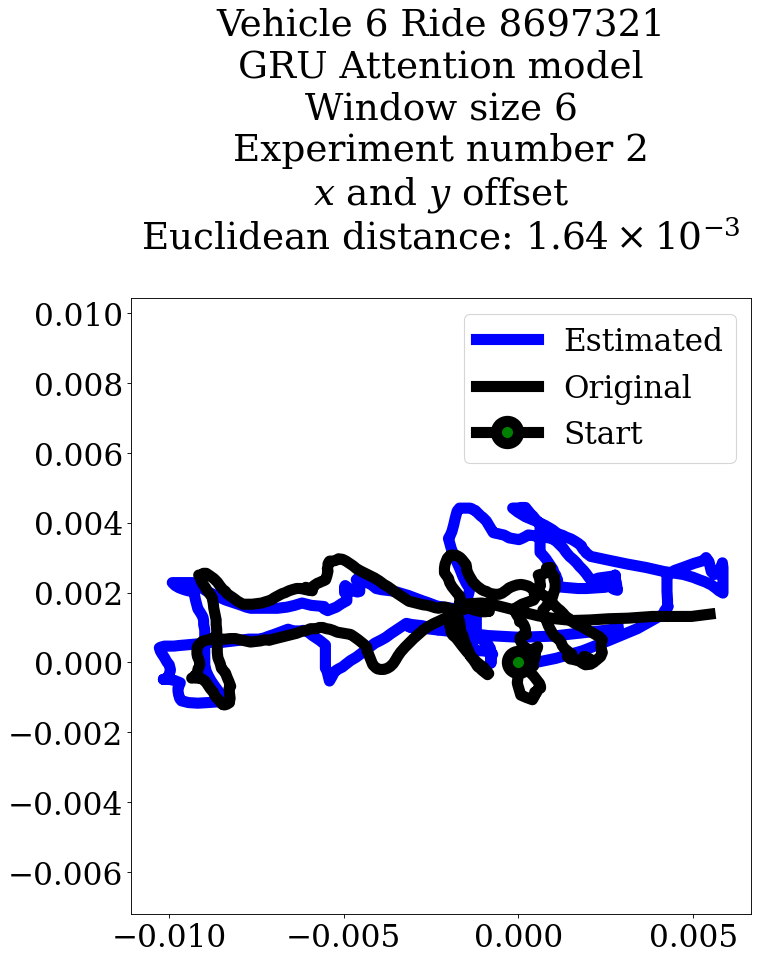 Vehicle 6 Ride 8697321
GRU Attention model
Window size 6
Experiment number 2
x and y offset
Euclidean distance: 1.64 × 10⁻³
Estimated
Original
Start
0.010
0.008
0.006
0.004
0.002
0.000
−0.002
−0.004
−0.006
−0.010 −0.005 0.000 0.005